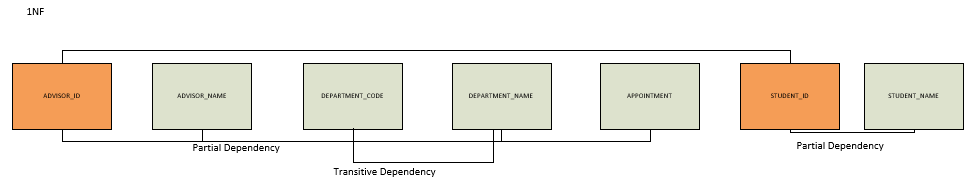 1NF
ADVISOR_ID
ADVISOR_NAME
DEPARTMENT_CODE
DEPARTMENT_NAME
APPOINTMENT
STUDENT_ID
STUDENT_NAME
Partial Dependency
Partial Dependency
Transitive Dependency